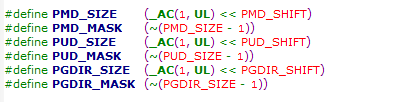 #define PMD_SIZE (_AC(1, UL) << PMD_SHIFT)
#define PMD_MASK (~(PMD_SIZE - 1))
#define PUD_SIZE (_AC(1, UL) << PUD_SHIFT)
#define PUD_MASK (~(PUD_SIZE - 1))
#define PGDIR_SIZE (_AC(1, UL) << PGDIR_SHIFT)
#define PGDIR_MASK (~(PGDIR_SIZE - 1))